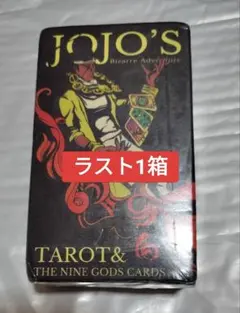 JOJO'S
Bizarre Adventure
ラスト1箱
TAROT&
THE NINE GODS CARDS